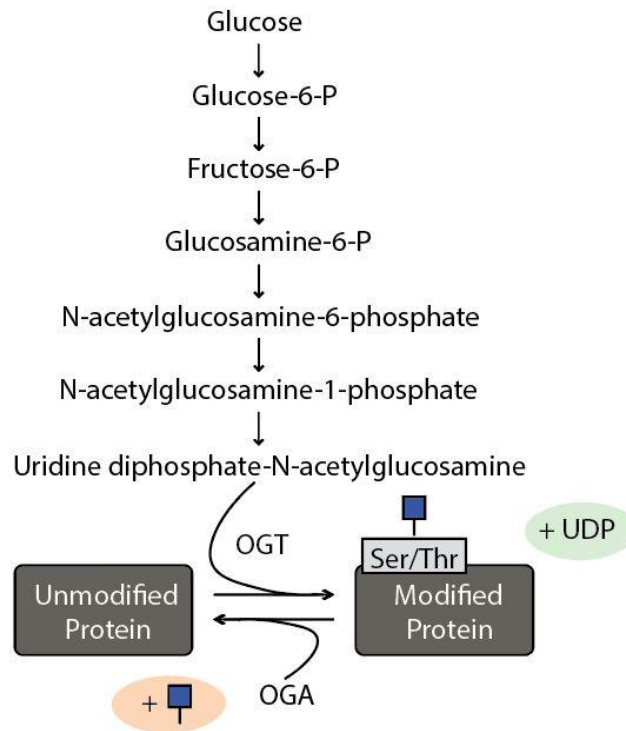 Glucose
Glucose-6-P
Fructose-6-P
Glucosamine-6-P
N-acetylglucosamine-6-phosphate
N-acetylglucosamine-1-phosphate
Uridine diphosphate-N-acetylglucosamine
OGT
+ UDP
Ser/Thr
Unmodified
Protein
Modified
Protein
+
OGA